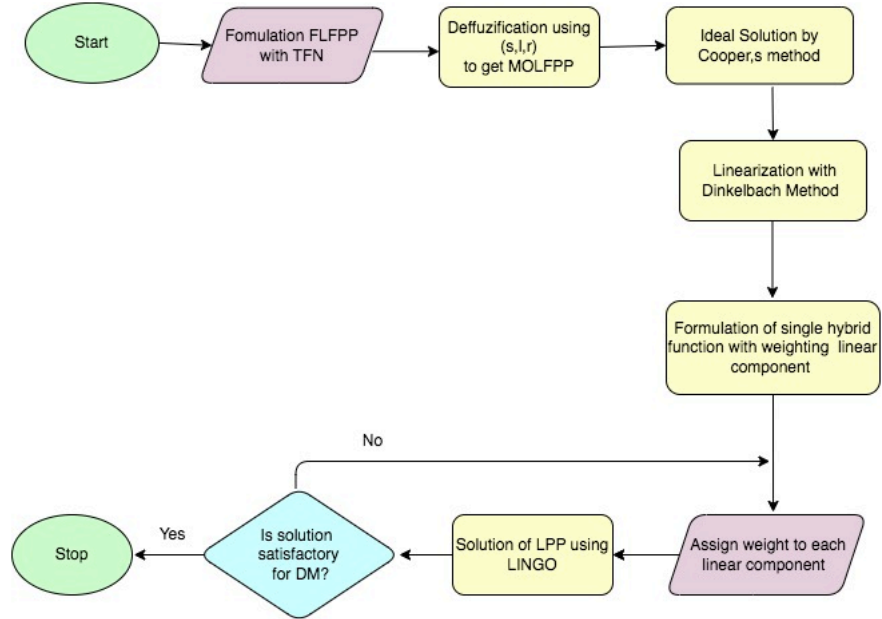 Start
Fomulation FLFPP
with TFN
Deffuzification using
(s,l,r)
to get MOLFPP
Ideal Solution by
Cooper,s method
Linearization with
Dinkelbach Method
Formulation of single hybrid
function with weighting linear
component
No
Yes
Stop
Is solution
satisfactory
for DM?
Solution of LPP using
LINGO
Assign weight to each
linear component